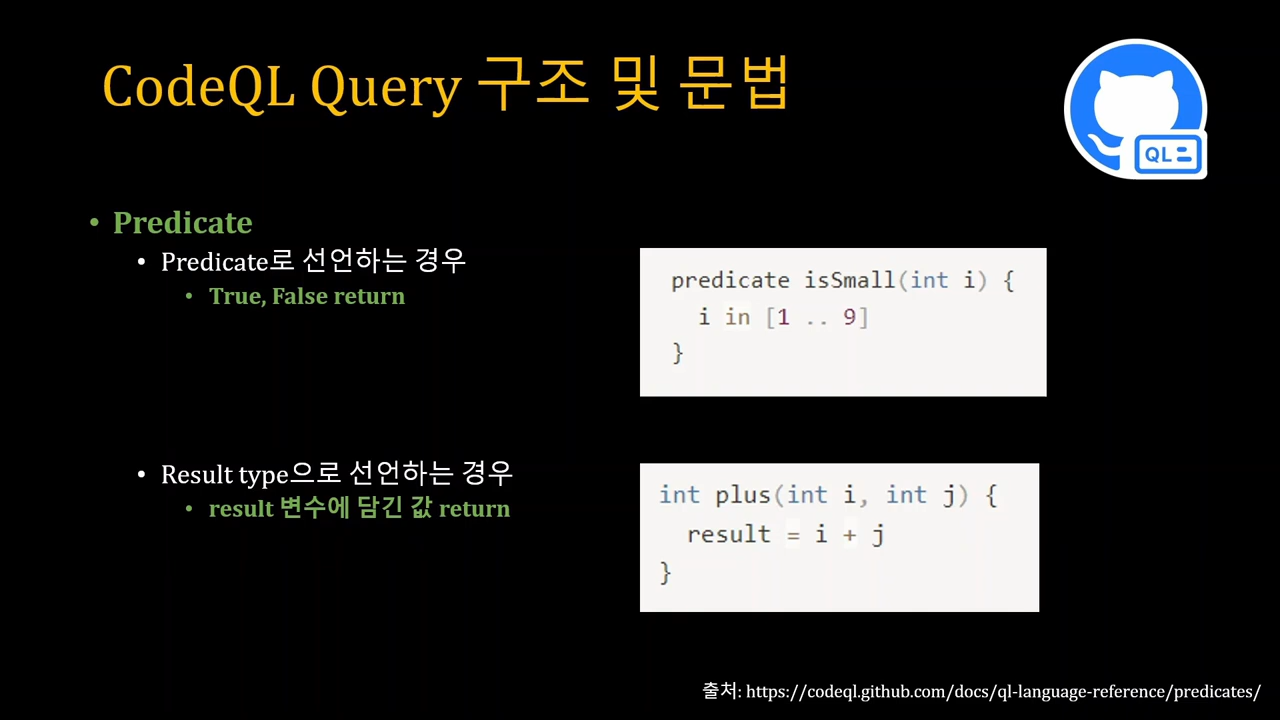 CodeQL Query 구조 및 문법
QL
• Predicate
• Predicate로 선언하는 경우
• True, False return
predicate isSmall(int i) {
i in [1 .. 9]
}
• Result type으로 선언하는 경우
• result 변수에 담긴 값 return
int plus(int i, int j) {
result = i + j
}
출처: https://codeql.github.com/docs/ql-language-reference/predicates/